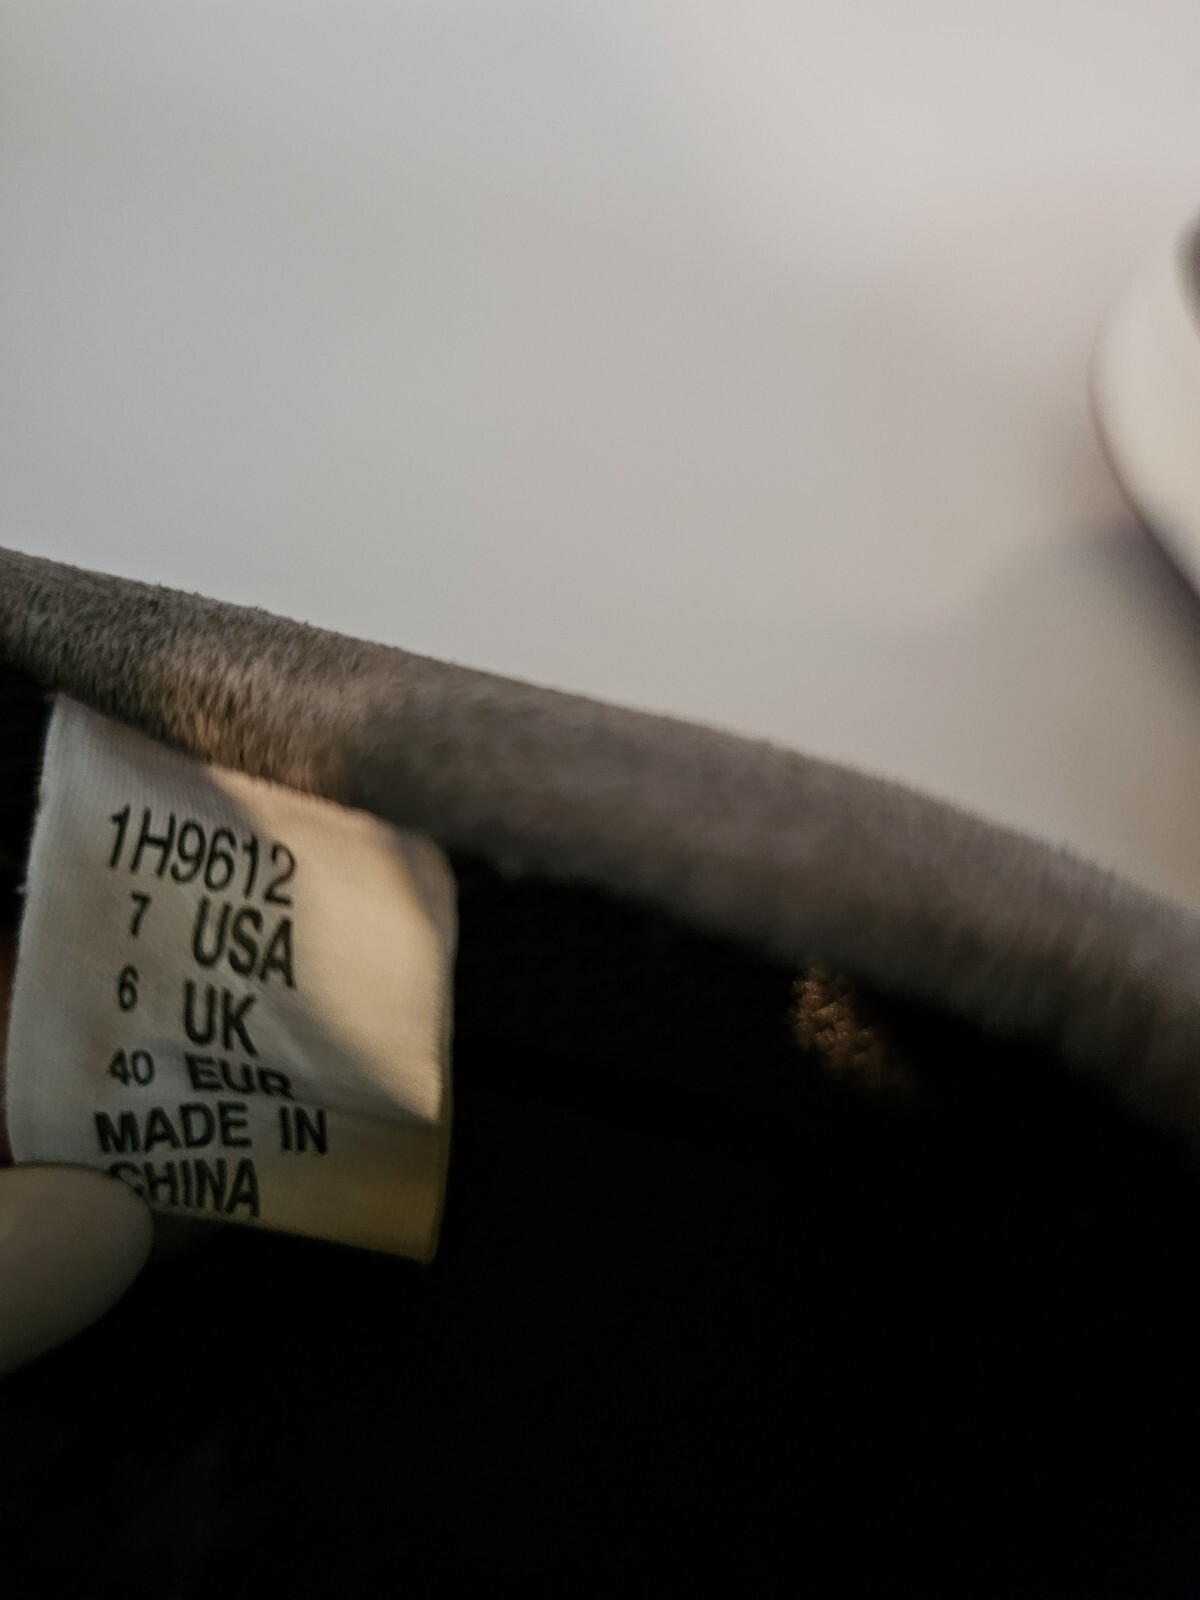 1H9612
7 USA
6 UK
40 EUR
MADE IN
CHINA